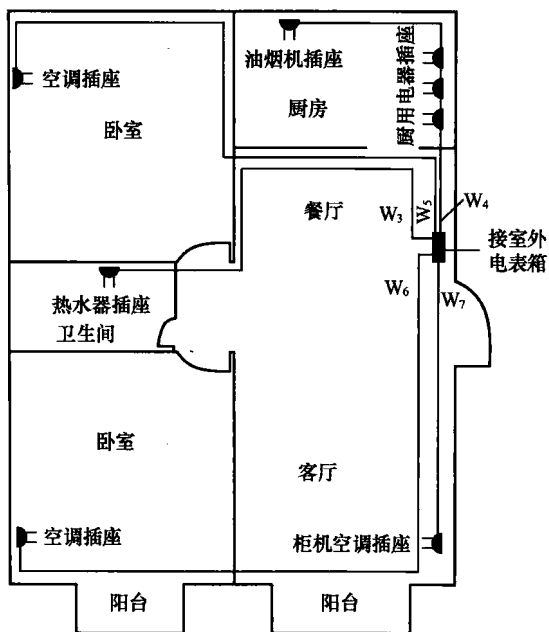 油烟机插座
厨用电器插座
空调插座
厨房
卧室
餐厅
W₃
W₅
W₄
接室外
电表箱
W₆
W₇
热水器插座
卫生间
卧室
客厅
空调插座
柜机空调插座
阳台
阳台